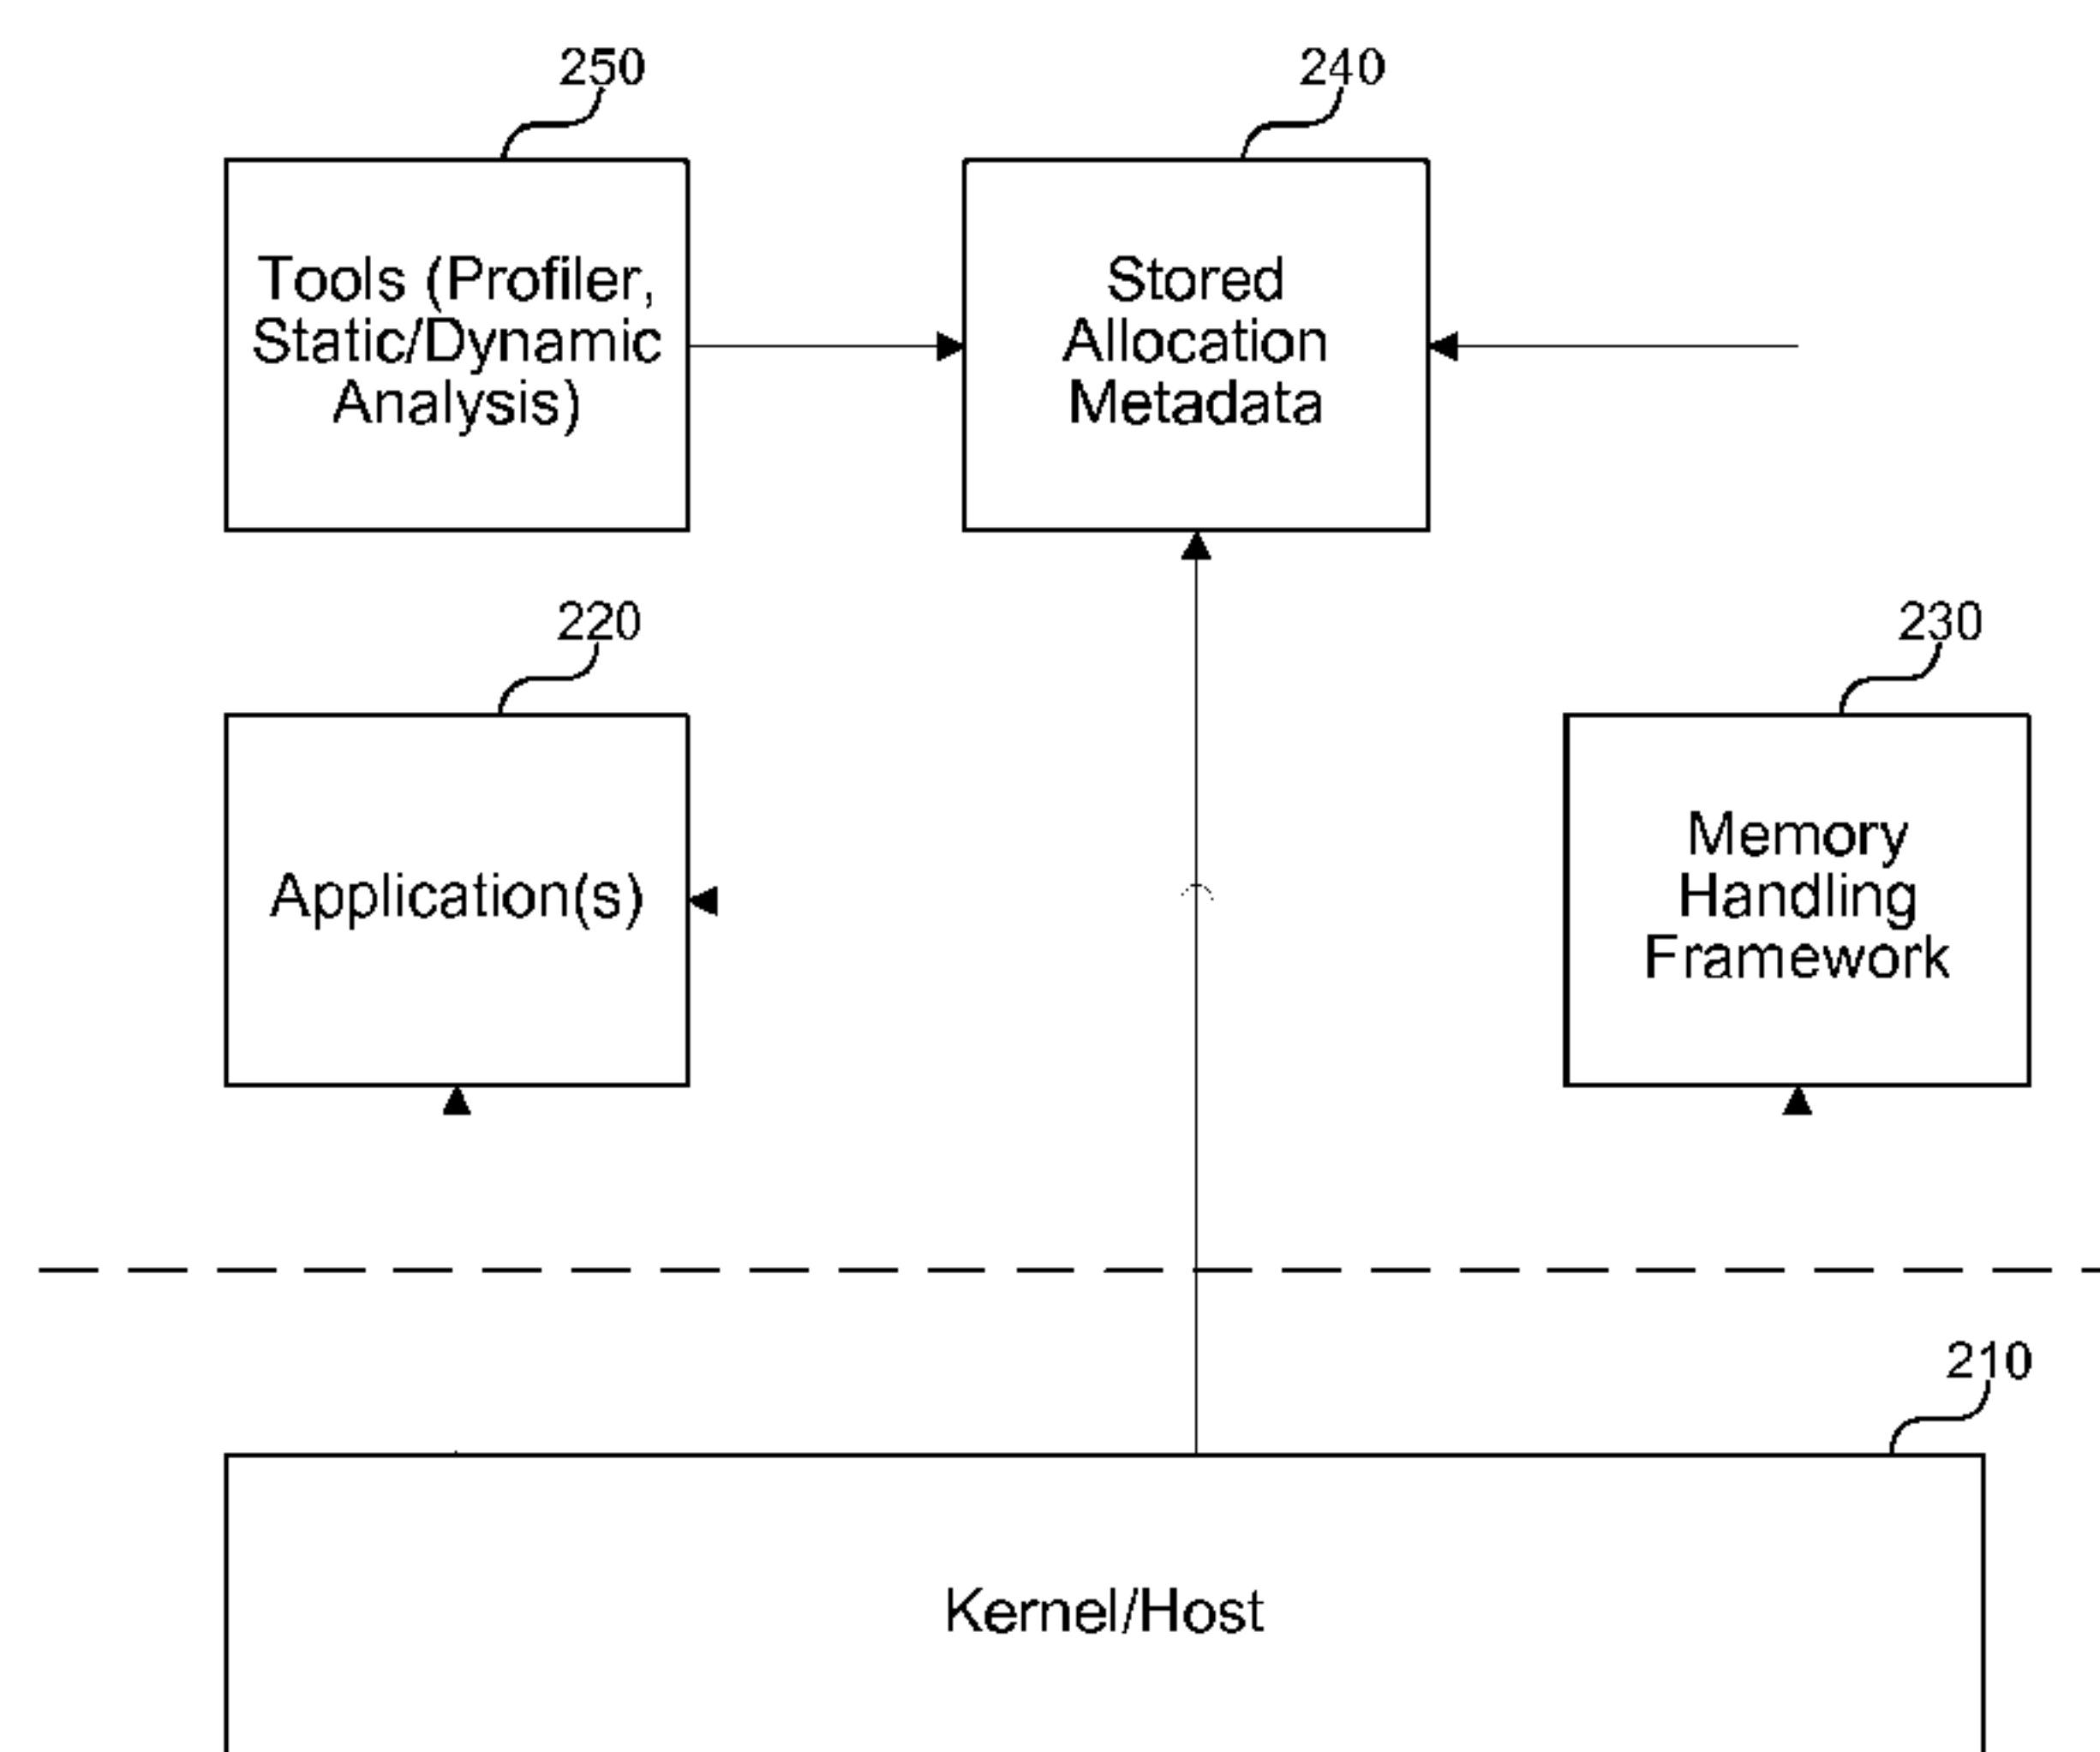 250
240
Tools (Profiler,
Static/Dynamic
Analysis)
Stored
Allocation
Metadata
220
230
Application(s)
Memory
Handling
Framework
210
Kernel/Host